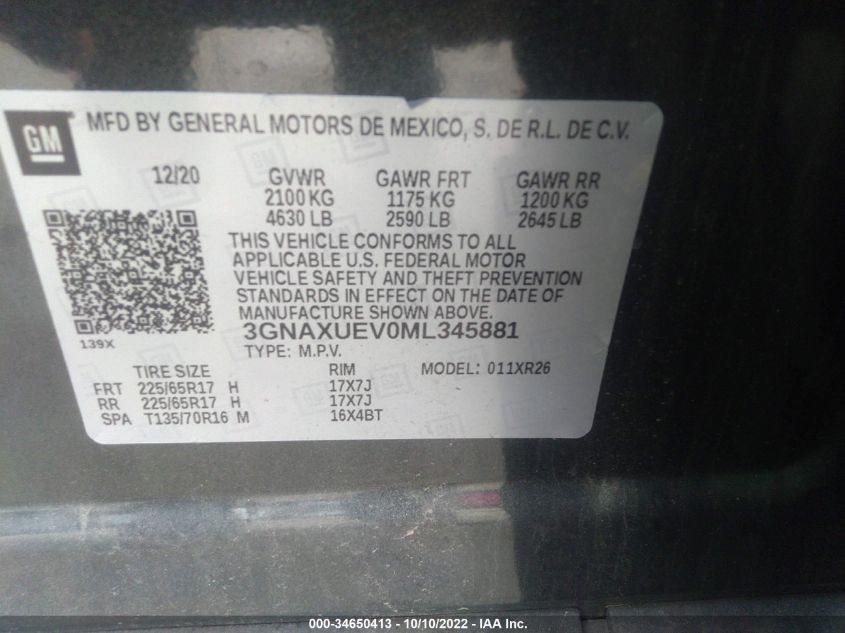 GM
MFD BY GENERAL MOTORS DE MEXICO, S. DE R.L. DE C.V.
12/20 GVWR GAWR FRT GAWR RR
2100 KG 1175 KG 1200 KG
4630 LB 2590 LB 2645 LB
THIS VEHICLE CONFORMS TO ALL
APPLICABLE U.S. FEDERAL MOTOR
VEHICLE SAFETY AND THEFT PREVENTION
STANDARDS IN EFFECT ON THE DATE OF
MANUFACTURE SHOWN ABOVE.
139X
3GNAXUEV0ML345881
TYPE: M.P.V.
TIRE SIZE RIM MODEL: 011XR26
FRT 225/65R17 H 17X7J
RR 225/65R17 H 17X7J
SPA T135/70R16 M 16X4BT
000-34650413 - 10/10/2022 - IAA Inc.